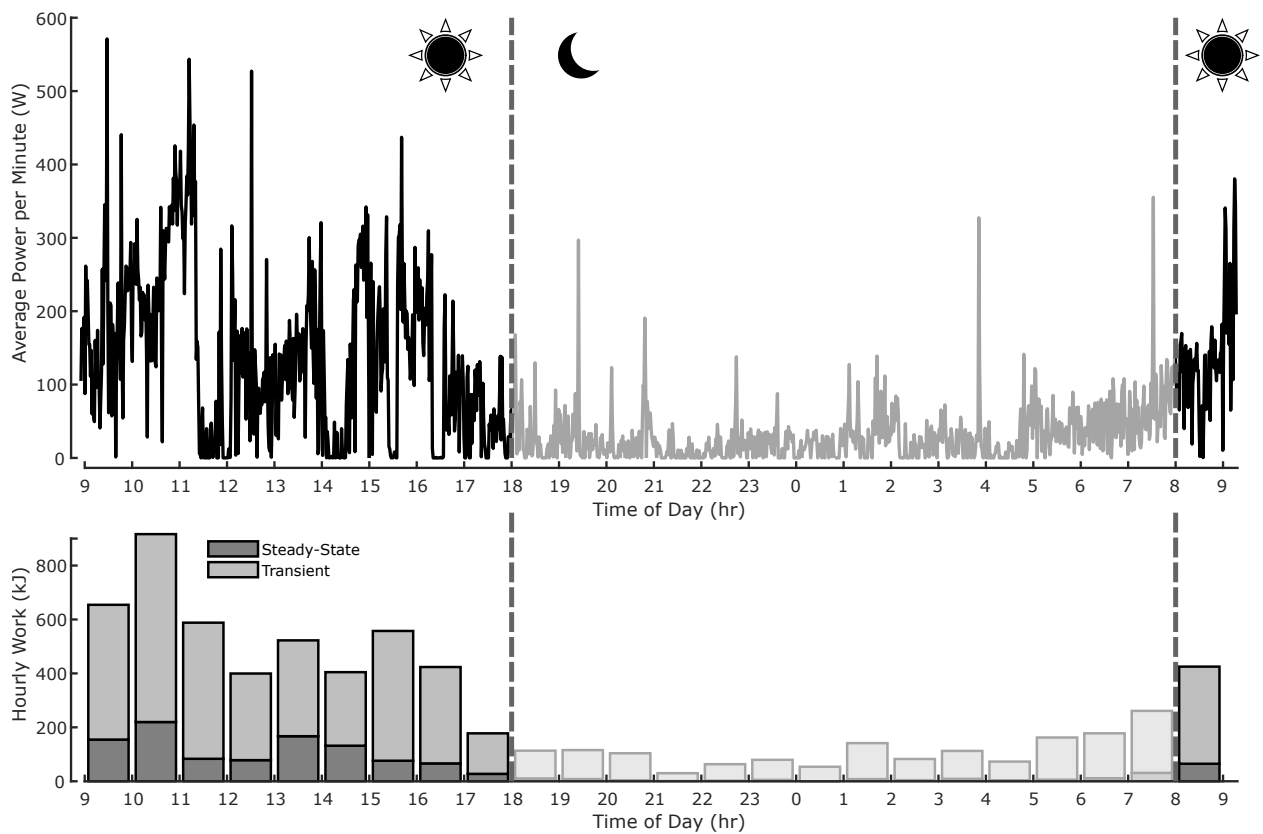 600
500
400
300
200
100
0
Average Power per Minute (W)
9 10 11 12 13 14 15 16 17 18 19 20 21 22 23 0 1 2 3 4 5 6 7 8 9
Time of Day (hr)
800
600
400
200
0
Hourly Work (kJ)
Steady-State
Transient
9 10 11 12 13 14 15 16 17 18 19 20 21 22 23 0 1 2 3 4 5 6 7 8 9
Time of Day (hr)